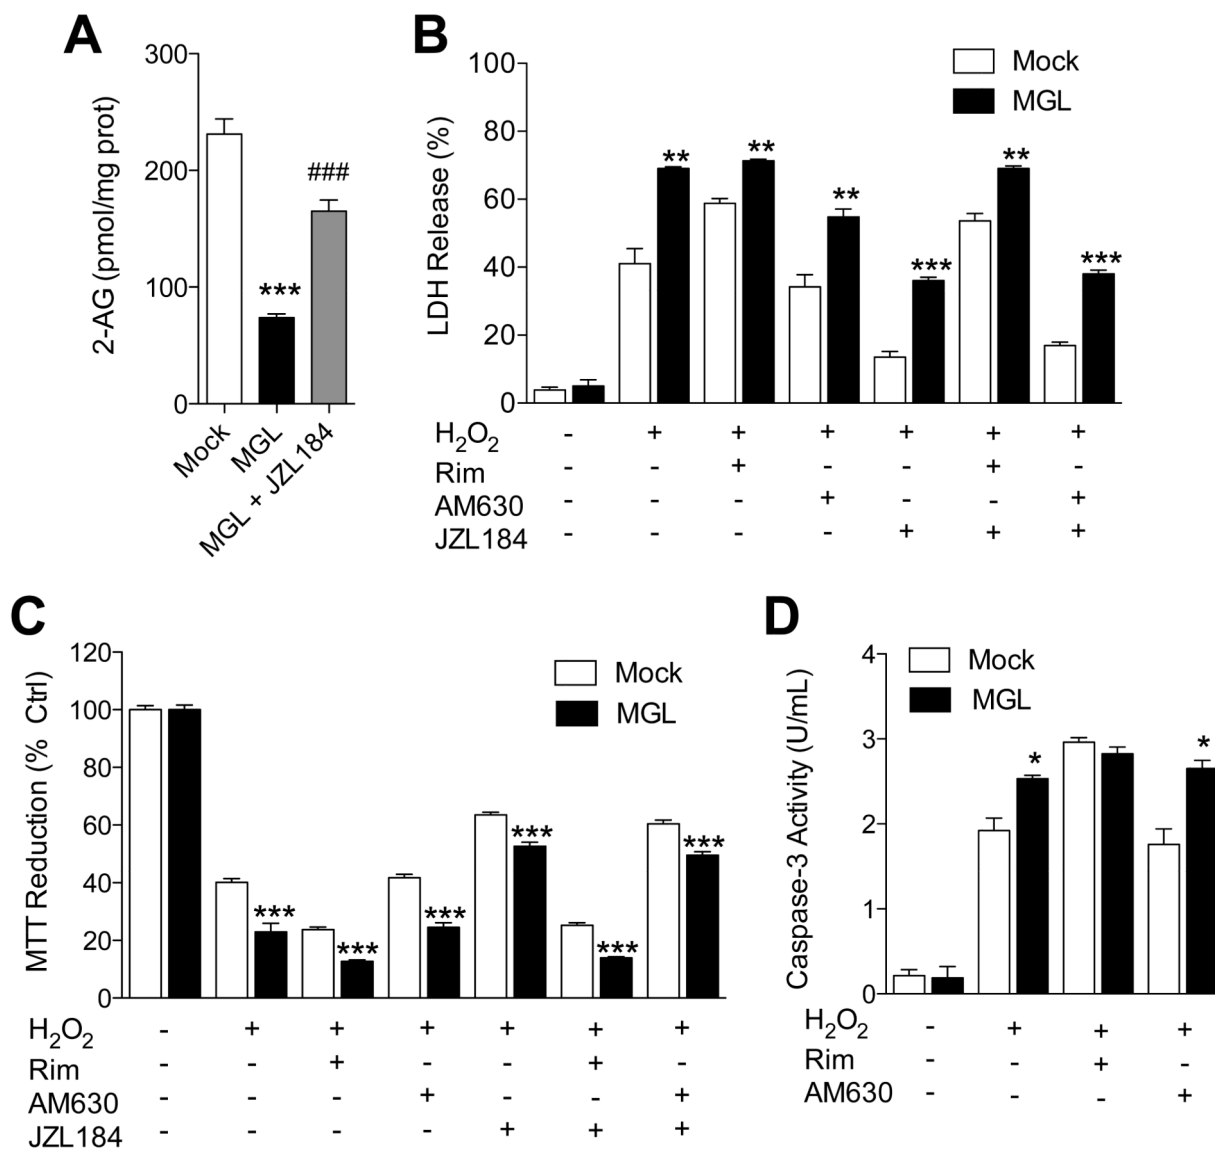 A
300
200
100
0
2-AG (pmol/mg prot)
***
###
Mock
MGL
MGL + JZL184
B
100
80
60
40
20
0
LDH Release (%)
Mock
MGL
** ** ** *** ** ***
H2O2 - + + + + + +
Rim - - + - - + -
AM630 - - - + - - +
JZL184 - - - - + + +
C
120
100
80
60
40
20
0
MTT Reduction (% Ctrl)
Mock
MGL
*** *** *** *** *** ***
H2O2 - + + + + + +
Rim - - + - - + -
AM630 - - - + - - +
JZL184 - - - - + + +
D
4
3
2
1
0
Caspase-3 Activity (U/mL)
Mock
MGL
* *
H2O2 - + + +
Rim - - + -
AM630 - - - +